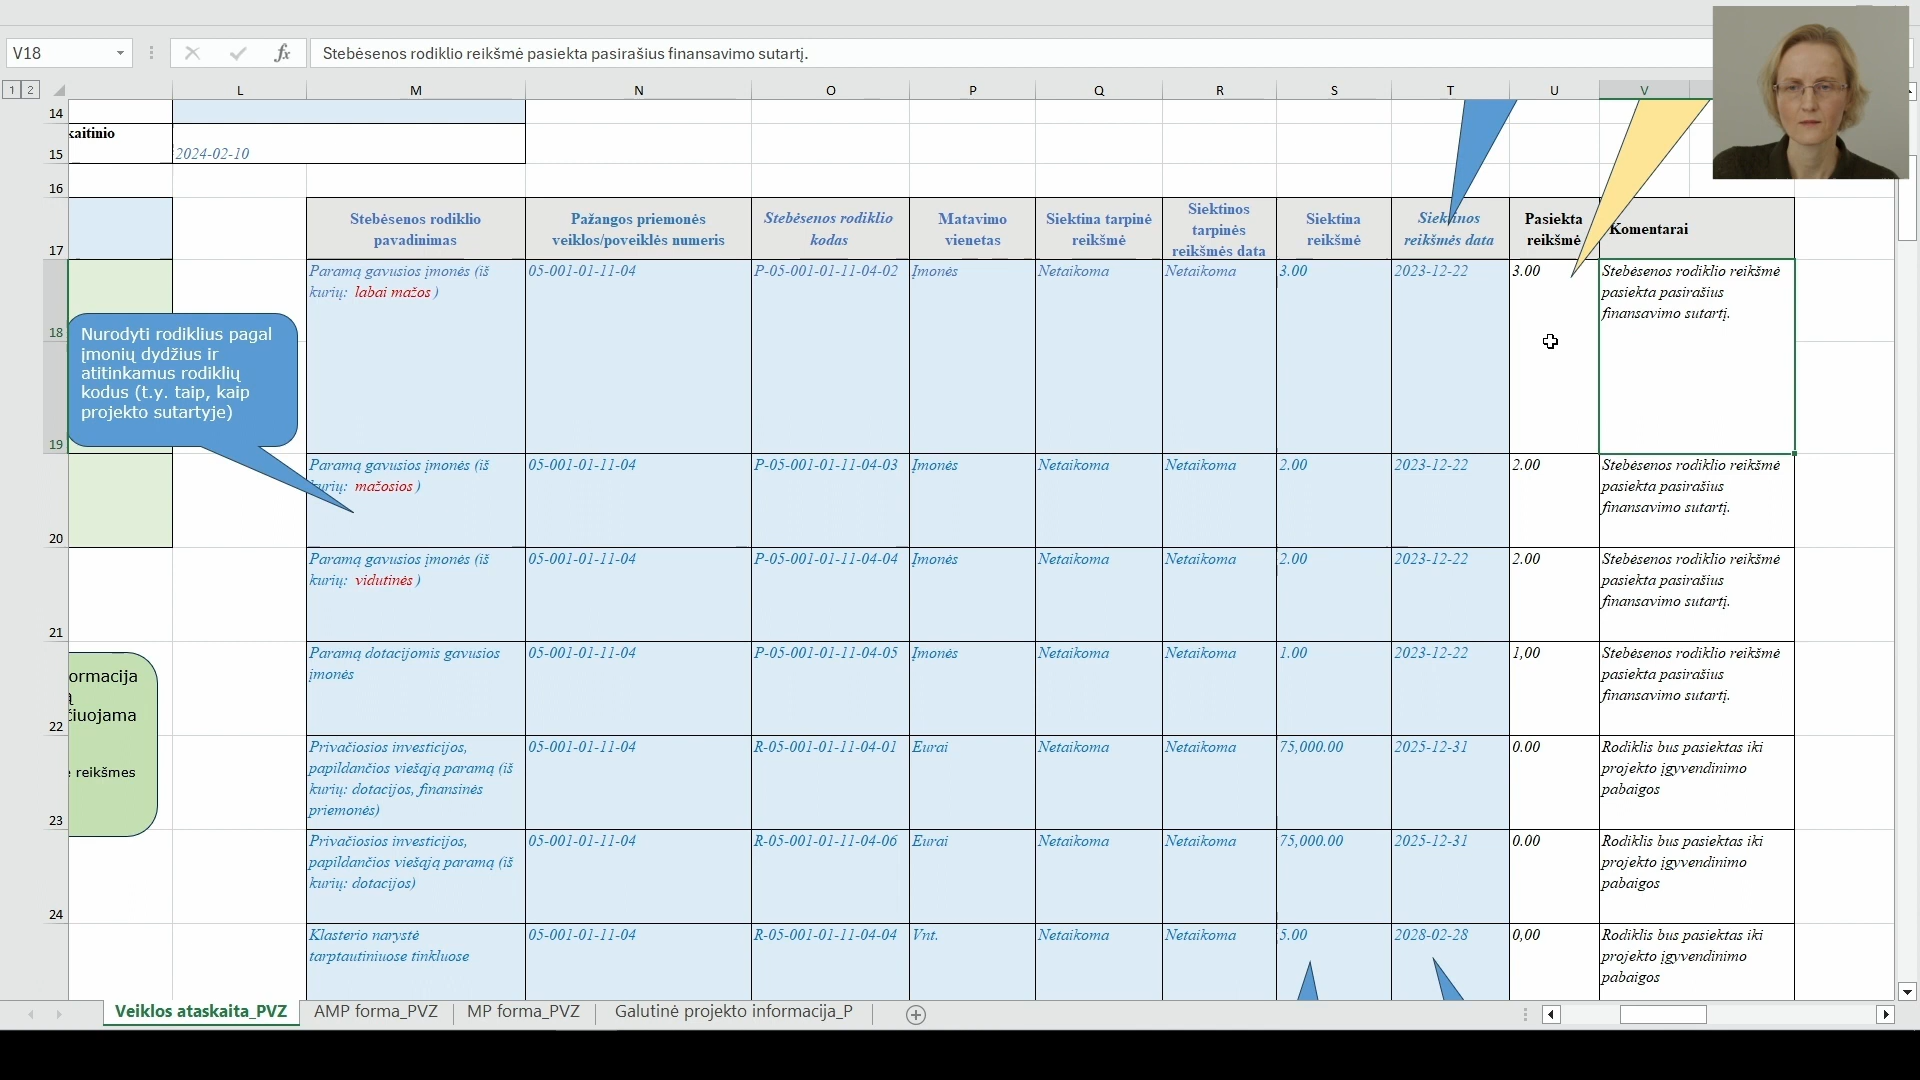 V18
fx
Stebėsenos rodiklio reikšmė pasiekta pasirašius finansavimo sutartį.
1 2
L M N O P Q R S T U V
14
kaitinio
15
2024-02-10
16
17
Stebėsenos rodiklio
pavadinimas
Pažangos priemonės
veiklos/poveiklės numeris
Stebėsenos rodiklio
kodas
Matavimo
vienetas
Siektina tarpinė
reikšmė
Siektinos
tarpinės
reikšmės data
Siektina
reikšmė
Siektinos
reikšmės data
Pasiekta
reikšmė
Komentarai
Paramą gavusios įmonės (iš
kurių: labai mažos )
05-001-01-11-04
P-05-001-01-11-04-02
Įmonės
Netaikoma
Netaikoma
3.00
2023-12-22
3.00
Stebėsenos rodiklio reikšmė
pasiekta pasirašius
finansavimo sutartį.
18
Nurodyti rodiklius pagal
įmonių dydžius ir
atitinkamus rodiklių
kodus (t.y. taip, kaip
projekto sutartyje)
19
Paramą gavusios įmonės (iš
kurių: mažosios )
05-001-01-11-04
P-05-001-01-11-04-03
Įmonės
Netaikoma
Netaikoma
2.00
2023-12-22
2.00
Stebėsenos rodiklio reikšmė
pasiekta pasirašius
finansavimo sutartį.
20
Paramą gavusios įmonės (iš
kurių: vidutinės )
05-001-01-11-04
P-05-001-01-11-04-04
Įmonės
Netaikoma
Netaikoma
2.00
2023-12-22
2.00
Stebėsenos rodiklio reikšmė
pasiekta pasirašius
finansavimo sutartį.
21
Paramą dotacijomis gavusios
įmonės
05-001-01-11-04
P-05-001-01-11-04-05
Įmonės
Netaikoma
Netaikoma
1.00
2023-12-22
1,00
Stebėsenos rodiklio reikšmė
pasiekta pasirašius
finansavimo sutartį.
22
ormacija
ą
čiuojama
reikšmes
Privačiosios investicijos,
papildančios viešąją paramą (iš
kurių: dotacijos, finansinės
priemonės)
05-001-01-11-04
R-05-001-01-11-04-01
Eurai
Netaikoma
Netaikoma
75,000.00
2025-12-31
0.00
Rodiklis bus pasiektas iki
projekto įgyvendinimo
pabaigos
23
Privačiosios investicijos,
papildančios viešąją paramą (iš
kurių: dotacijos)
05-001-01-11-04
R-05-001-01-11-04-06
Eurai
Netaikoma
Netaikoma
75,000.00
2025-12-31
0.00
Rodiklis bus pasiektas iki
projekto įgyvendinimo
pabaigos
24
Klasterio narystė
tarptautiniuose tinkluose
05-001-01-11-04
R-05-001-01-11-04-04
Vnt.
Netaikoma
Netaikoma
5.00
2028-02-28
0,00
Rodiklis bus pasiektas iki
projekto įgyvendinimo
pabaigos
Veiklos ataskaita_PVZ
AMP forma_PVZ
MP forma_PVZ
Galutinė projekto informacija_P